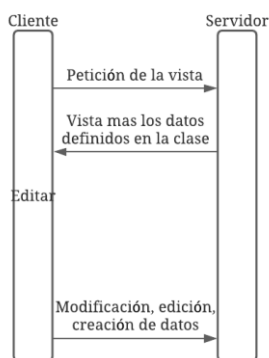 Cliente
Servidor
Petición de la vista
Vista mas los datos
definidos en la clase
Editar
Modificación, edición,
creación de datos